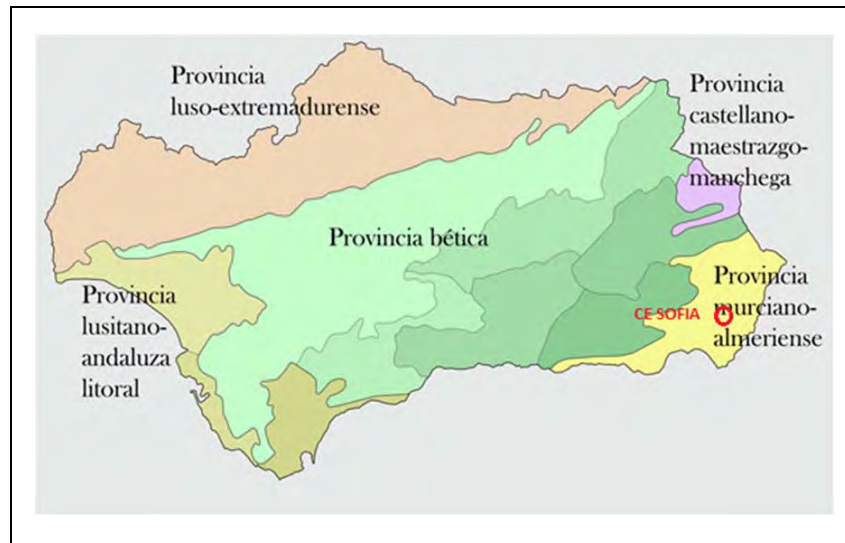 Provincia
luso-extremadurense
Provincia
castellano-
maestrazgo-
manchega
Provincia bética
Provincia
lusitano-
andaluza
litoral
Provincia
murciano-
almeriense
CE SOFIA